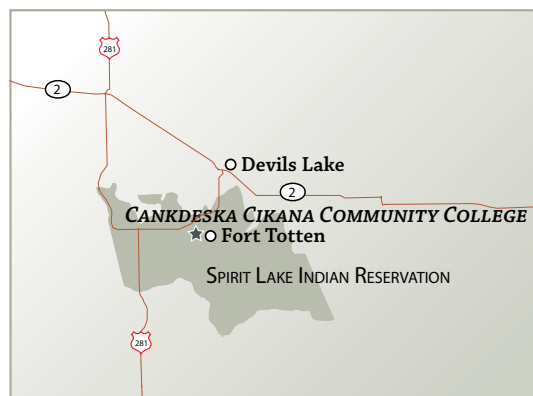 281
2
Devils Lake
2
Cankdeska Cikana Community College
Fort Totten
Spirit Lake Indian Reservation
281